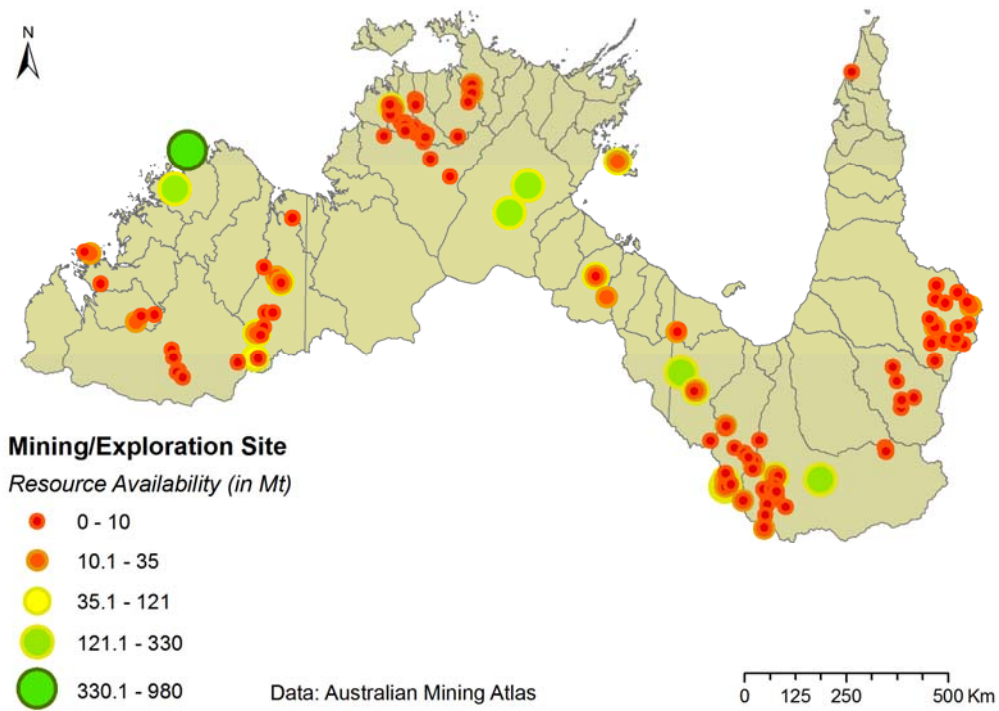 N
Mining/Exploration Site
Resource Availability (in Mt)
0 - 10
10.1 - 35
35.1 - 121
121.1 - 330
330.1 - 980
Data: Australian Mining Atlas
0 125 250 500 Km